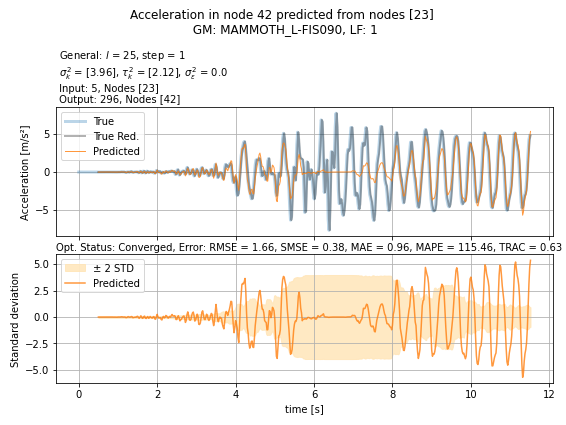 Acceleration in node 42 predicted from nodes [23]
GM: MAMMOTH_L-FIS090, LF: 1
General: l = 25, step = 1
σ²ₖ = [3.96], τ²ₖ = [2.12], σ²ₑ = 0.0
Input: 5, Nodes [23]
Output: 296, Nodes [42]
True
True Red.
Predicted
Acceleration [m/s²]
5
0
−5
Opt. Status: Converged, Error: RMSE = 1.66, SMSE = 0.38, MAE = 0.96, MAPE = 115.46, TRAC = 0.63
± 2 STD
Predicted
Standard deviation
5.0
2.5
0.0
−2.5
−5.0
0 2 4 6 8 10 12
time [s]